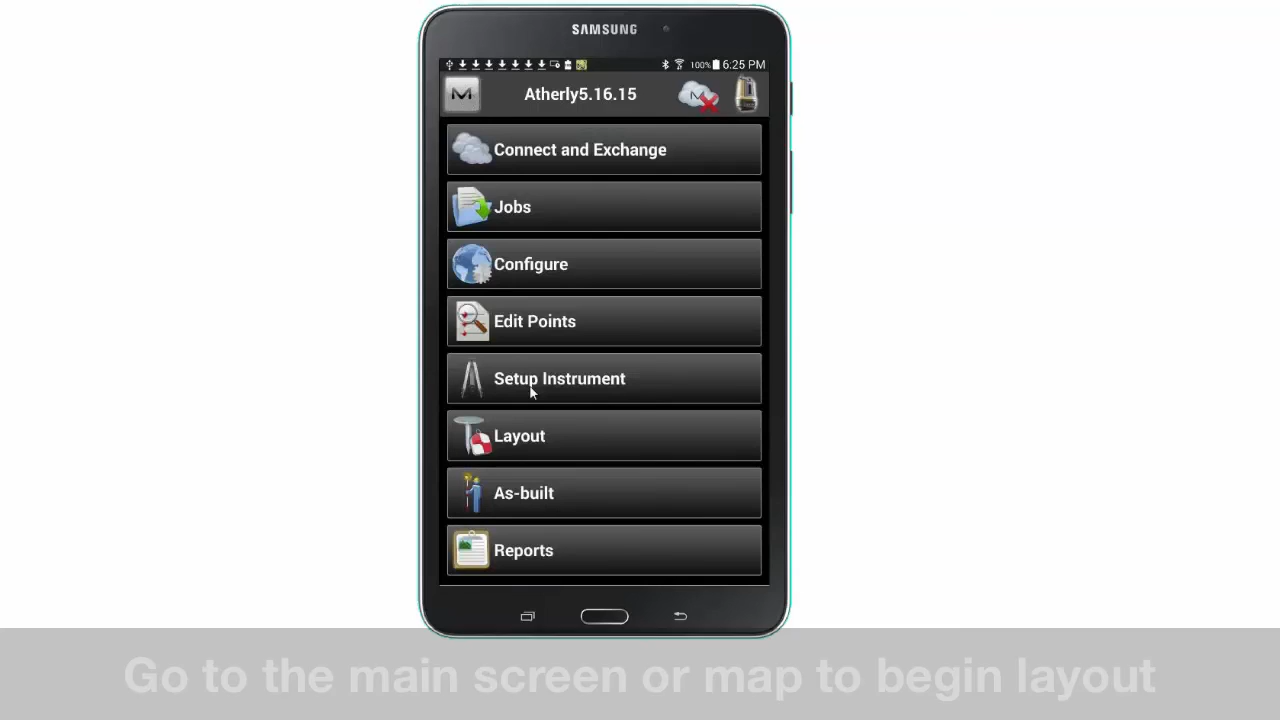 SAMSUNG
100% 6:25 PM
Atherly5.16.15
Connect and Exchange
Jobs
Configure
Edit Points
Setup Instrument
Layout
As-built
Reports
Go to the main screen or map to begin layout